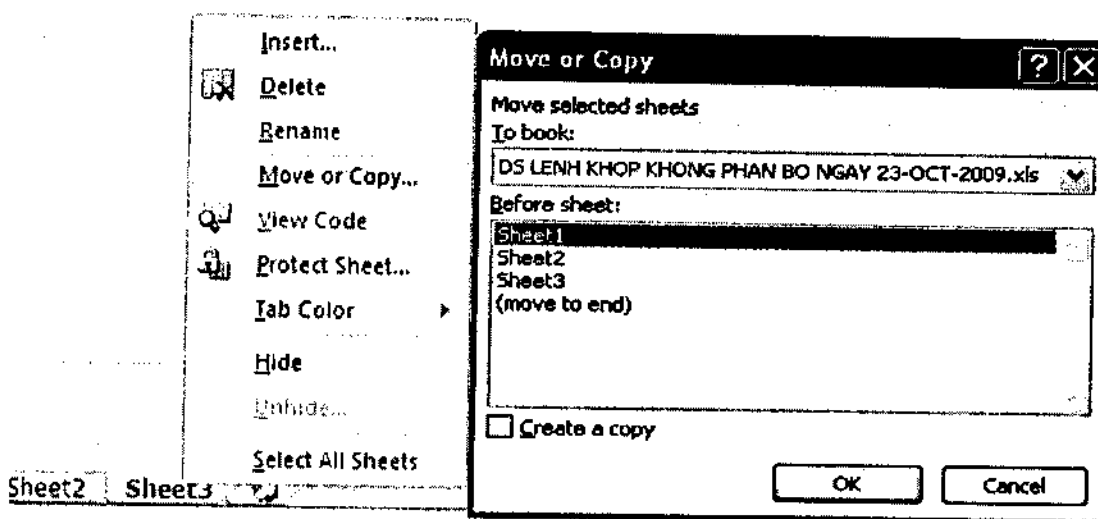 Insert...
Delete
Rename
Move or Copy...
View Code
Protect Sheet...
Tab Color
Hide
Unhide...
Select All Sheets
Sheet2
Sheet3
Move or Copy
Move selected sheets
To book:
DS LENH KHOP KHONG PHAN BO NGAY 23-OCT-2009.xls
Before sheet:
Sheet1
Sheet2
Sheet3
(move to end)
Create a copy
OK
Cancel